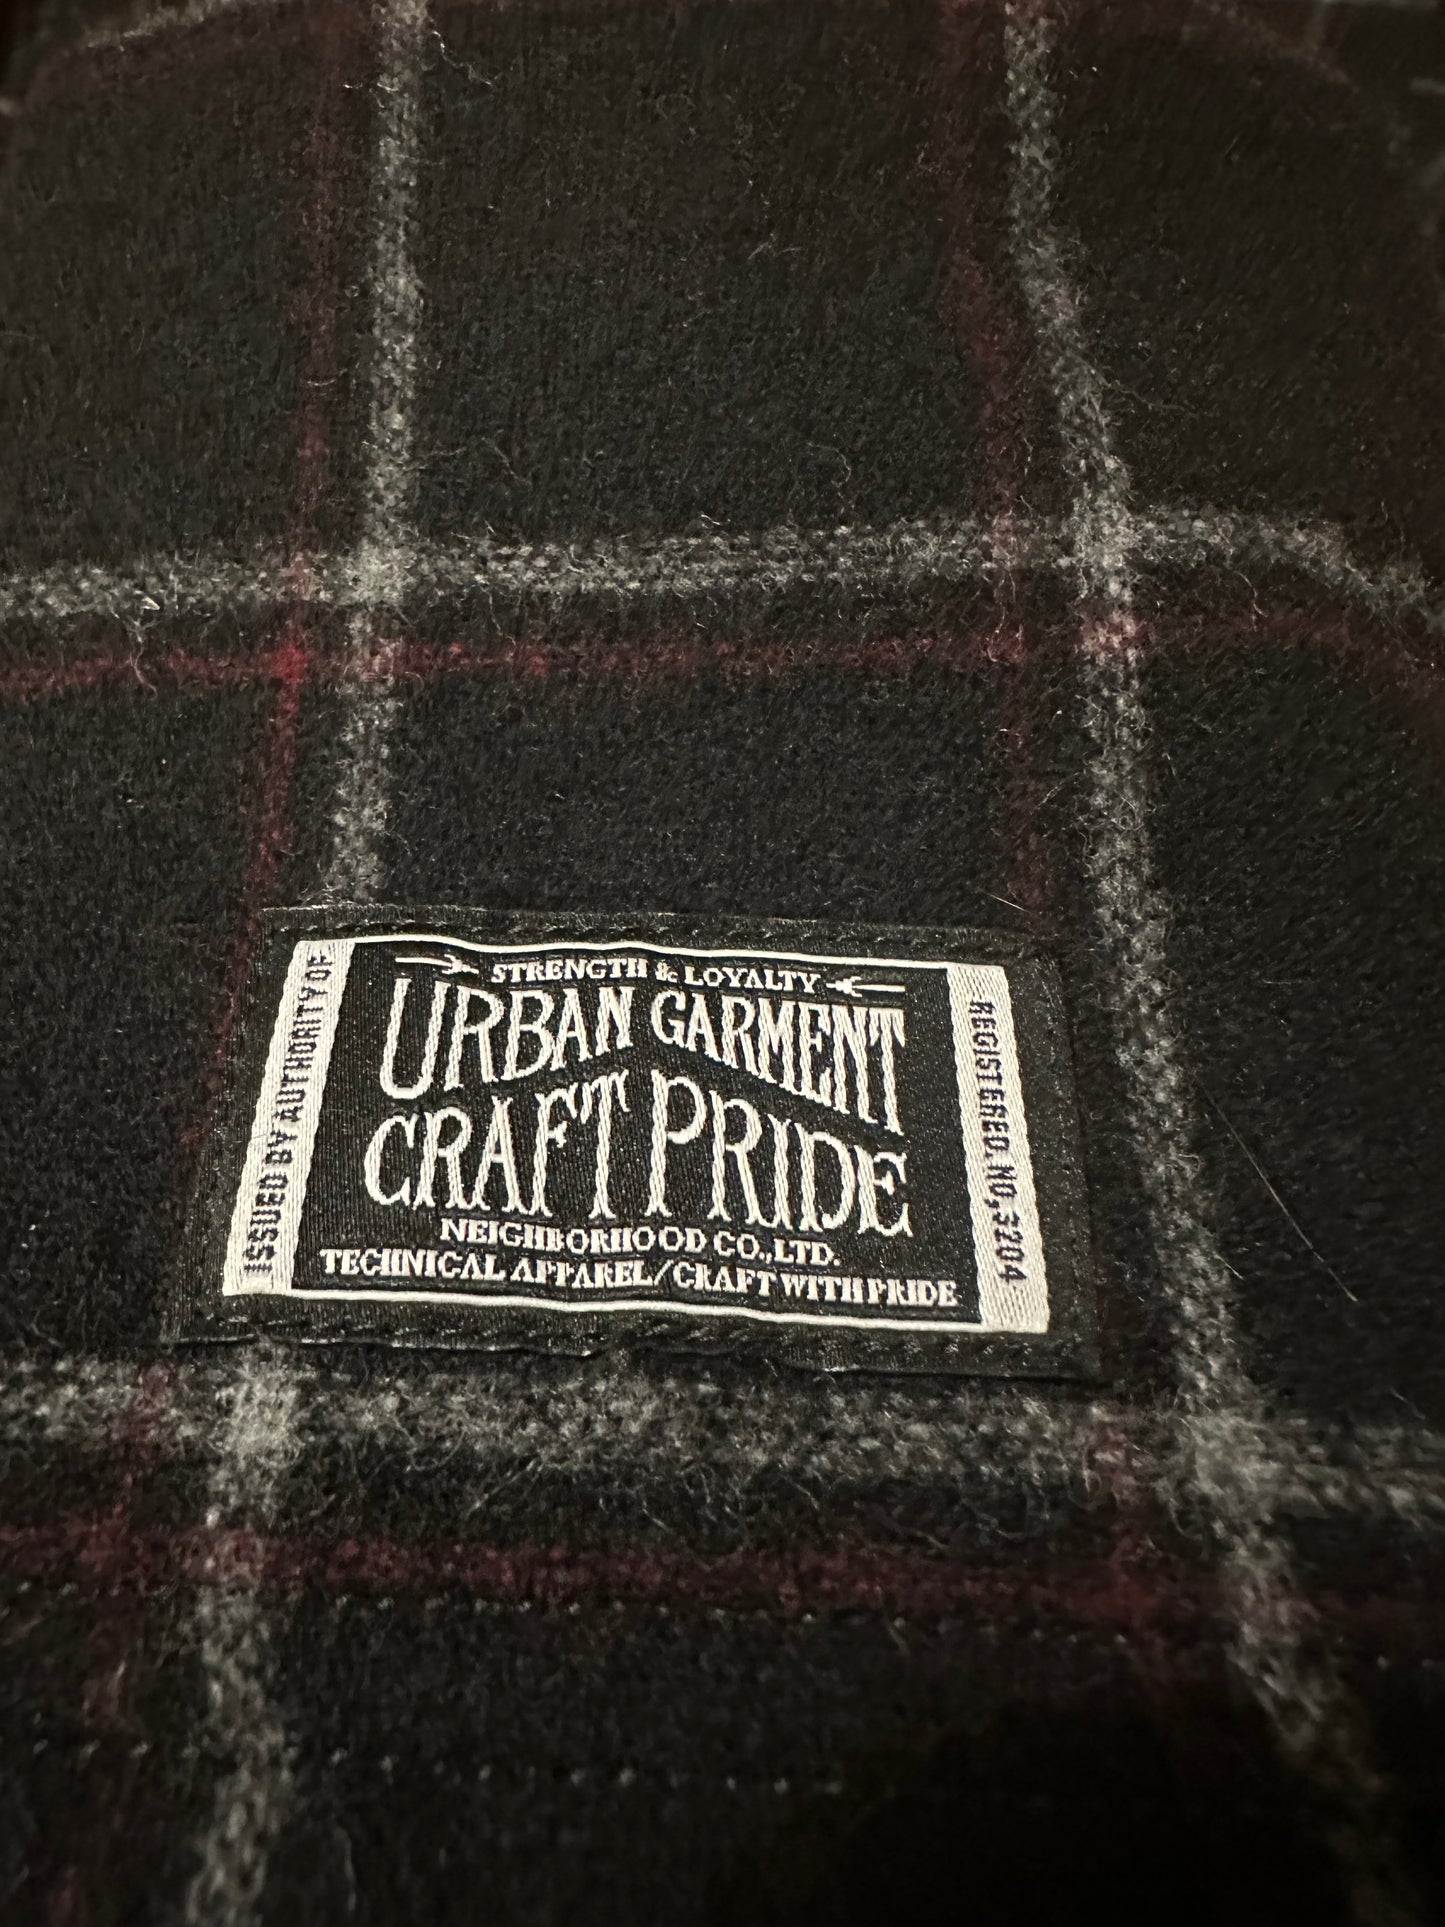 STRENGTH & LOYALTY
URBAN GARMENT
CRAFT PRIDE
NEIGHBORHOOD CO.,LTD.
TECHNICAL APPAREL/CRAFT WITH PRIDE
ISSUED BY AUTHORITY OF
REGISTERED. NO, 3204